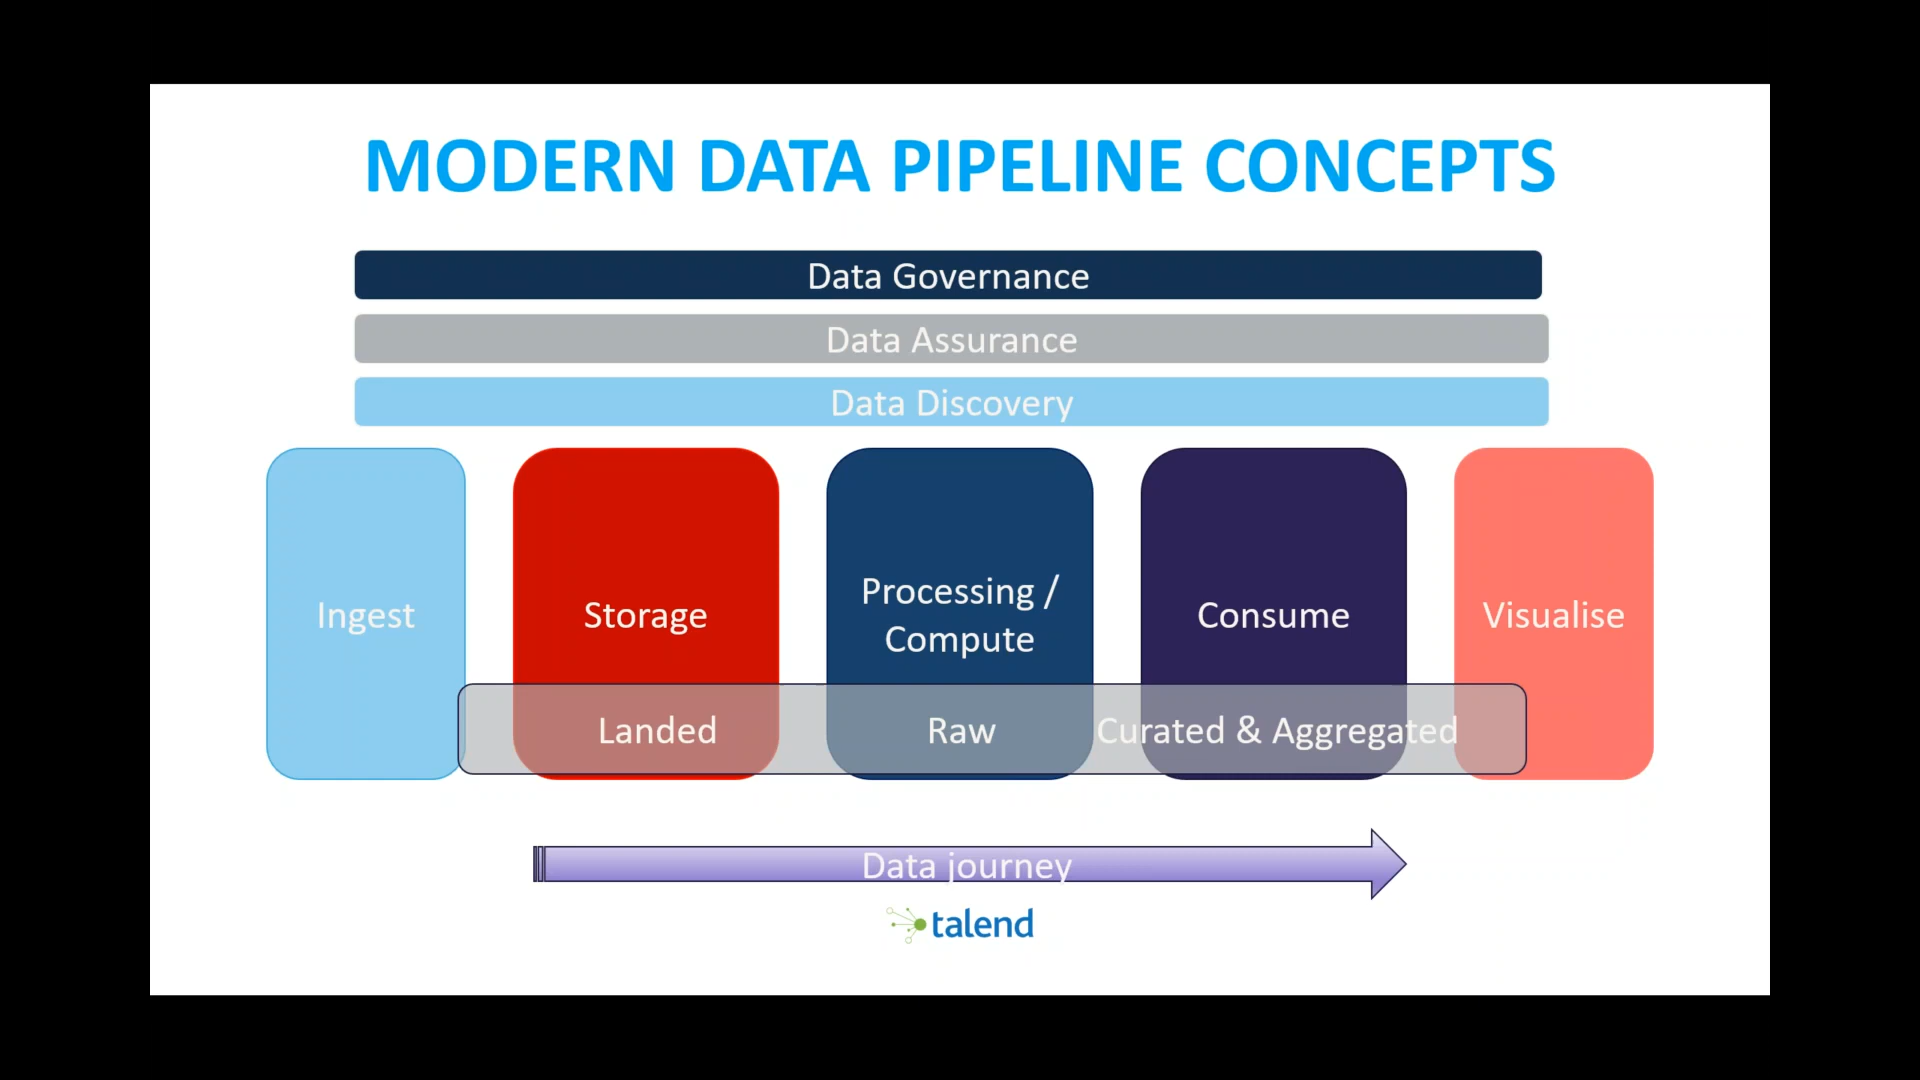 MODERN DATA PIPELINE CONCEPTS
Data Governance
Data Assurance
Data Discovery
Ingest
Storage
Processing /
Compute
Consume
Visualise
Landed
Raw
Curated & Aggregated
Data journey
talend